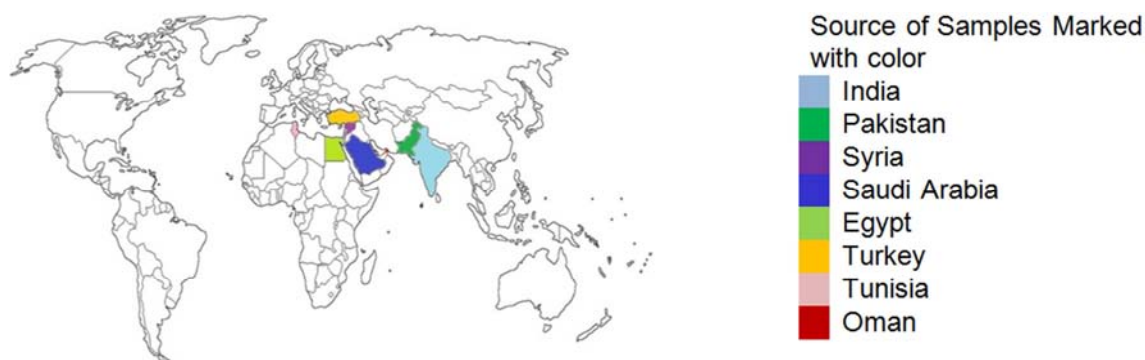 Source of Samples Marked
with color
India
Pakistan
Syria
Saudi Arabia
Egypt
Turkey
Tunisia
Oman